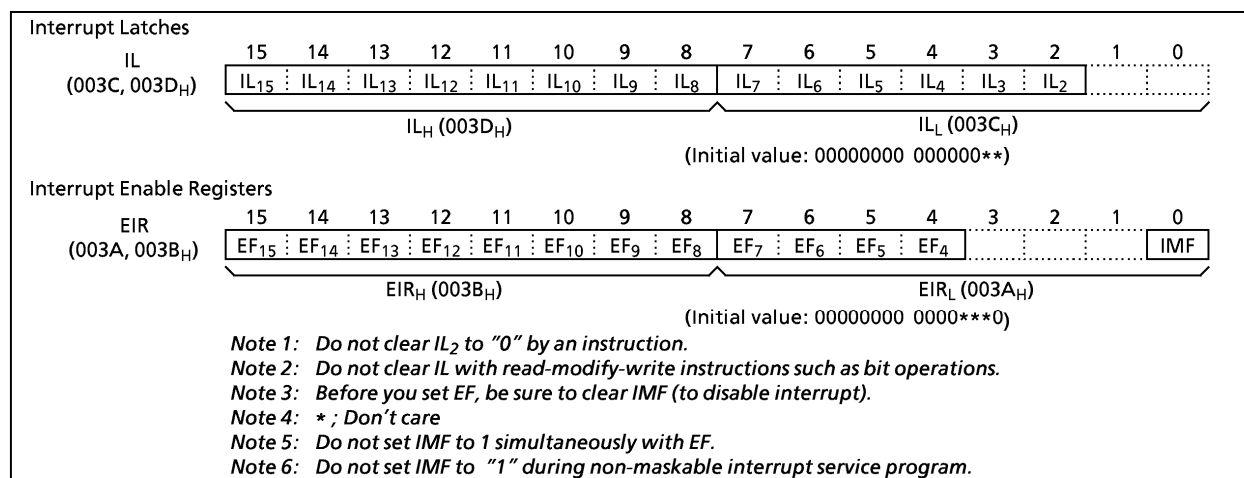 Interrupt Latches
15 14 13 12 11 10 9 8 7 6 5 4 3 2 1 0
IL
(003C, 003DH)
IL15 IL14 IL13 IL12 IL11 IL10 IL9 IL8 IL7 IL6 IL5 IL4 IL3 IL2
ILH (003DH) ILL (003CH)
(Initial value: 00000000 000000**)
Interrupt Enable Registers
15 14 13 12 11 10 9 8 7 6 5 4 3 2 1 0
EIR
(003A, 003BH)
EF15 EF14 EF13 EF12 EF11 EF10 EF9 EF8 EF7 EF6 EF5 EF4 IMF
EIRH (003BH) EIRL (003AH)
(Initial value: 00000000 0000***0)
Note 1: Do not clear IL2 to "0" by an instruction.
Note 2: Do not clear IL with read-modify-write instructions such as bit operations.
Note 3: Before you set EF, be sure to clear IMF (to disable interrupt).
Note 4: * ; Don't care
Note 5: Do not set IMF to 1 simultaneously with EF.
Note 6: Do not set IMF to "1" during non-maskable interrupt service program.